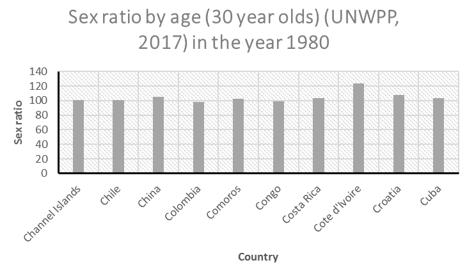 Sex ratio by age (30 year olds) (UNWPP,
2017) in the year 1980
140
120
100
80
60
40
20
0
Sex ratio
Channel Islands
Chile
China
Colombia
Comoros
Congo
Costa Rica
Cote d'Ivoire
Croatia
Cuba
Country